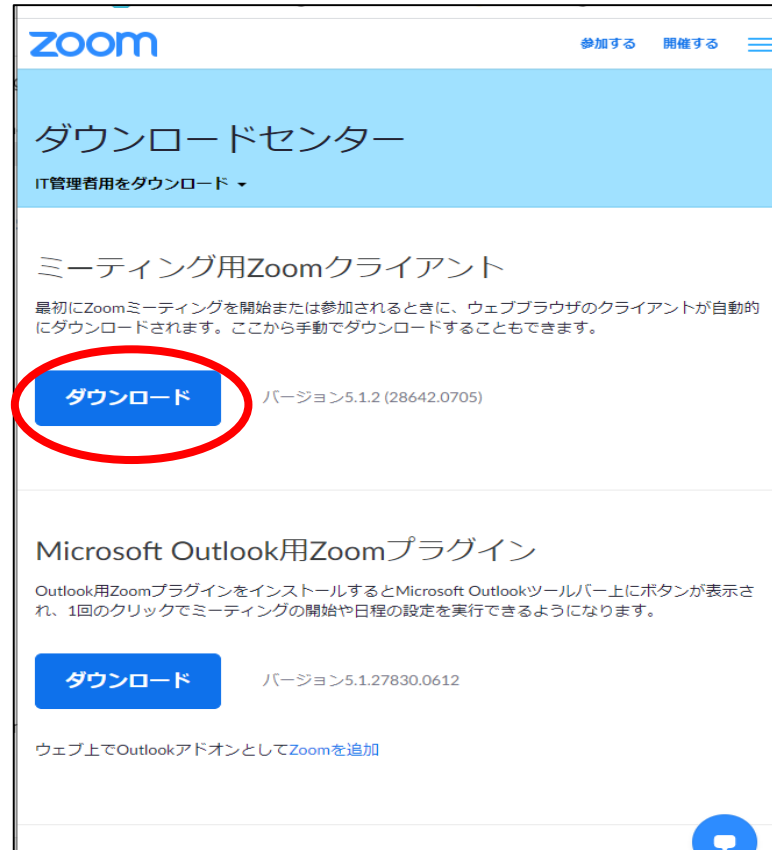 zoom
参加する 開催する
ダウンロードセンター
IT管理者用をダウンロード
ミーティング用Zoomクライアント
最初にZoomミーティングを開始または参加されるときに、ウェブブラウザのクライアントが自動的
にダウンロードされます。ここから手動でダウンロードすることもできます。
ダウンロード バージョン5.1.2 (28642.0705)
Microsoft Outlook用Zoomプラグイン
Outlook用ZoomプラグインをインストールするとMicrosoft Outlookツールバー上にボタンが表示さ
れ、1回のクリックでミーティングの開始や日程の設定を実行できるようになります。
ダウンロード バージョン5.1.27830.0612
ウェブ上でOutlookアドオンとしてZoomを追加